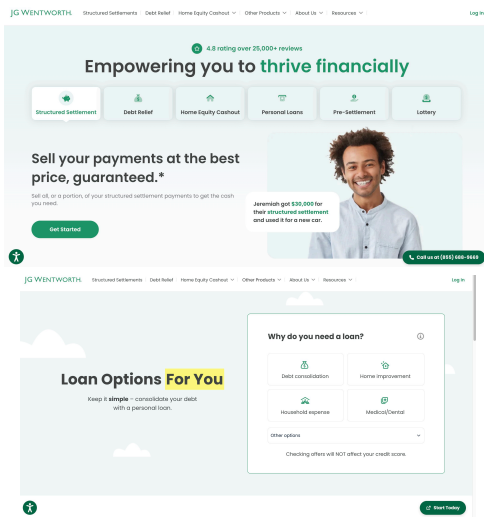 JG WENTWORTH. Structured Settlements Debt Relief Home Equity Cashout Other Products About Us Resources Log In
4.8 rating over 25,000+ reviews
Empowering you to thrive financially
Structured Settlement Debt Relief Home Equity Cashout Personal Loans Pre-Settlement Lottery
Sell your payments at the best
price, guaranteed.*
Sell all, or a portion, of your structured settlement payments to get the cash
you need.
Get Started
Jeremiah got $30,000 for
their structured settlement
and used it for a new car.
Call us at (855) 688-9669
JG WENTWORTH. Structured Settlements Debt Relief Home Equity Cashout Other Products About Us Resources Log In
Loan Options For You
Keep it simple – consolidate your debt
with a personal loan.
Why do you need a loan?
Debt consolidation Home improvement
Household expense Medical/Dental
Other options
Checking offers will NOT affect your credit score.
Start Today